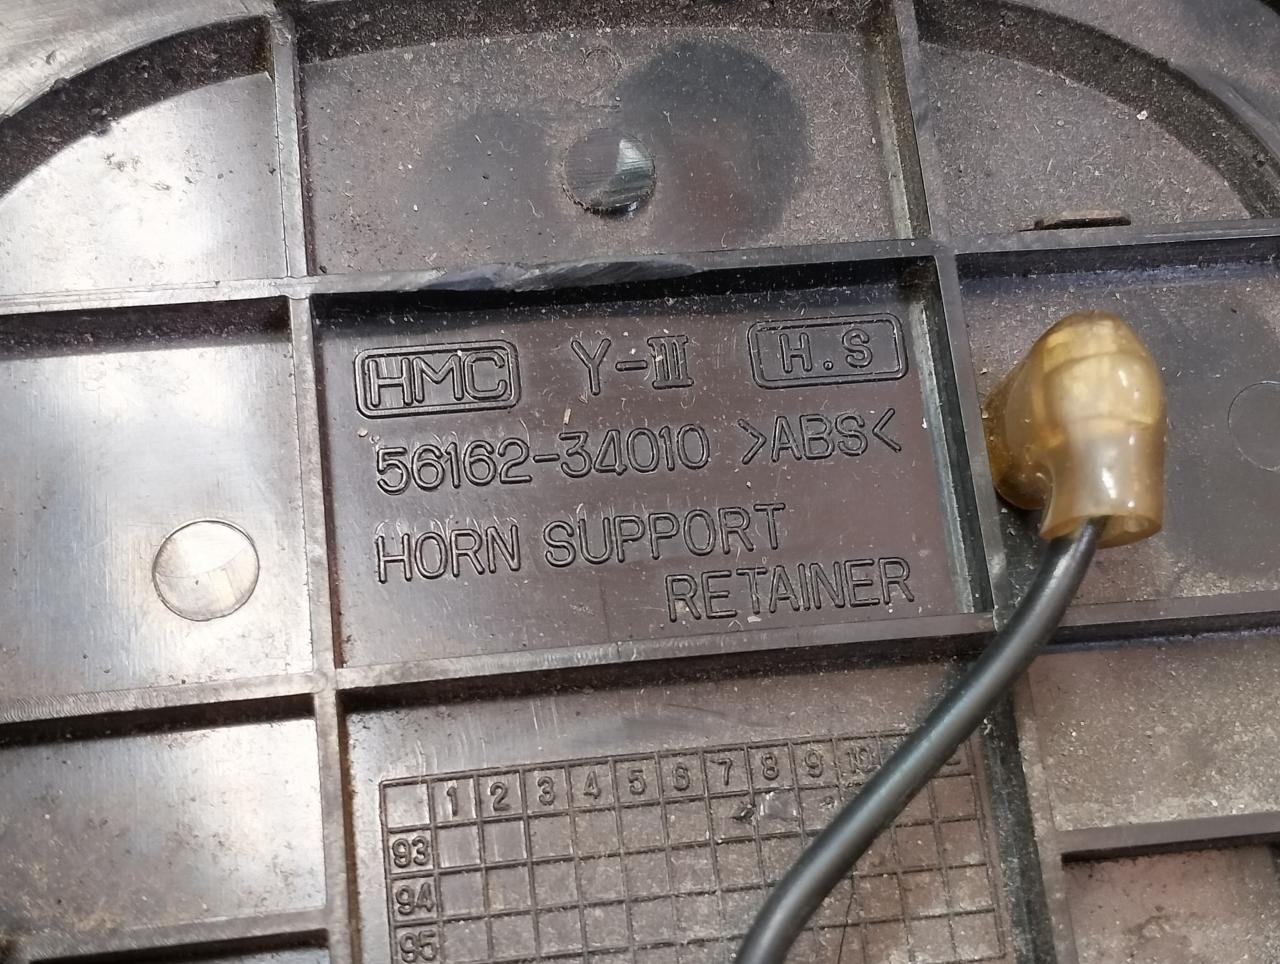 HMC Y-III H.S
56162-34010 >ABS<
HORN SUPPORT
RETAINER
1 2 3 4 5 6 7 8 9 10
93
94
95